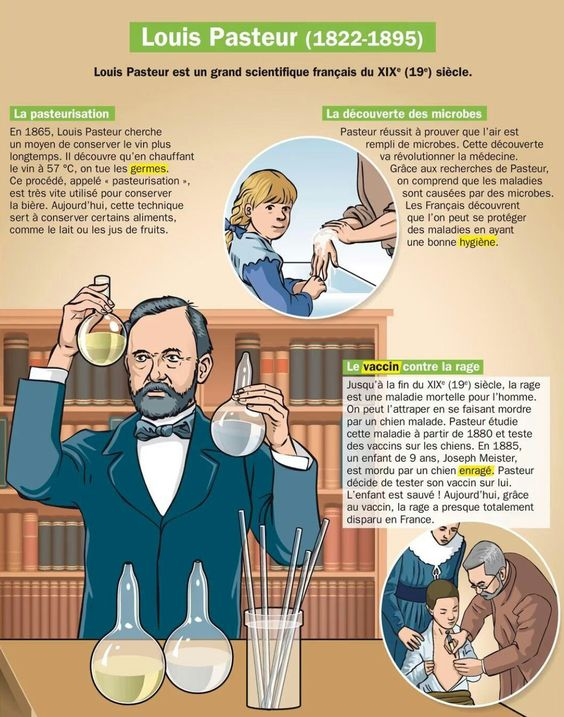 Louis Pasteur (1822-1895)
Louis Pasteur est un grand scientifique français du XIXe (19e) siècle.
La pasteurisation
En 1865, Louis Pasteur cherche
un moyen de conserver le vin plus
longtemps. Il découvre qu'en chauffant
le vin à 57 °C, on tue les germes.
Ce procédé, appelé « pasteurisation »,
est très vite utilisé pour conserver
la bière. Aujourd'hui, cette technique
sert à conserver certains aliments,
comme le lait ou les jus de fruits.
La découverte des microbes
Pasteur réussit à prouver que l'air est
rempli de microbes. Cette découverte
va révolutionner la médecine.
Grâce aux recherches de Pasteur,
on comprend que les maladies
sont causées par des microbes.
Les Français découvrent
que l'on peut se protéger
des maladies en ayant
une bonne hygiène.
Le vaccin contre la rage
Jusqu'à la fin du XIXe (19e) siècle, la rage
est une maladie mortelle pour l'homme.
On peut l'attraper en se faisant mordre
par un chien malade. Pasteur étudie
cette maladie à partir de 1880 et teste
des vaccins sur les chiens. En 1885,
un enfant de 9 ans, Joseph Meister,
est mordu par un chien enragé. Pasteur
décide de tester son vaccin sur lui.
L'enfant est sauvé ! Aujourd'hui, grâce
au vaccin, la rage a presque totalement
disparu en France.